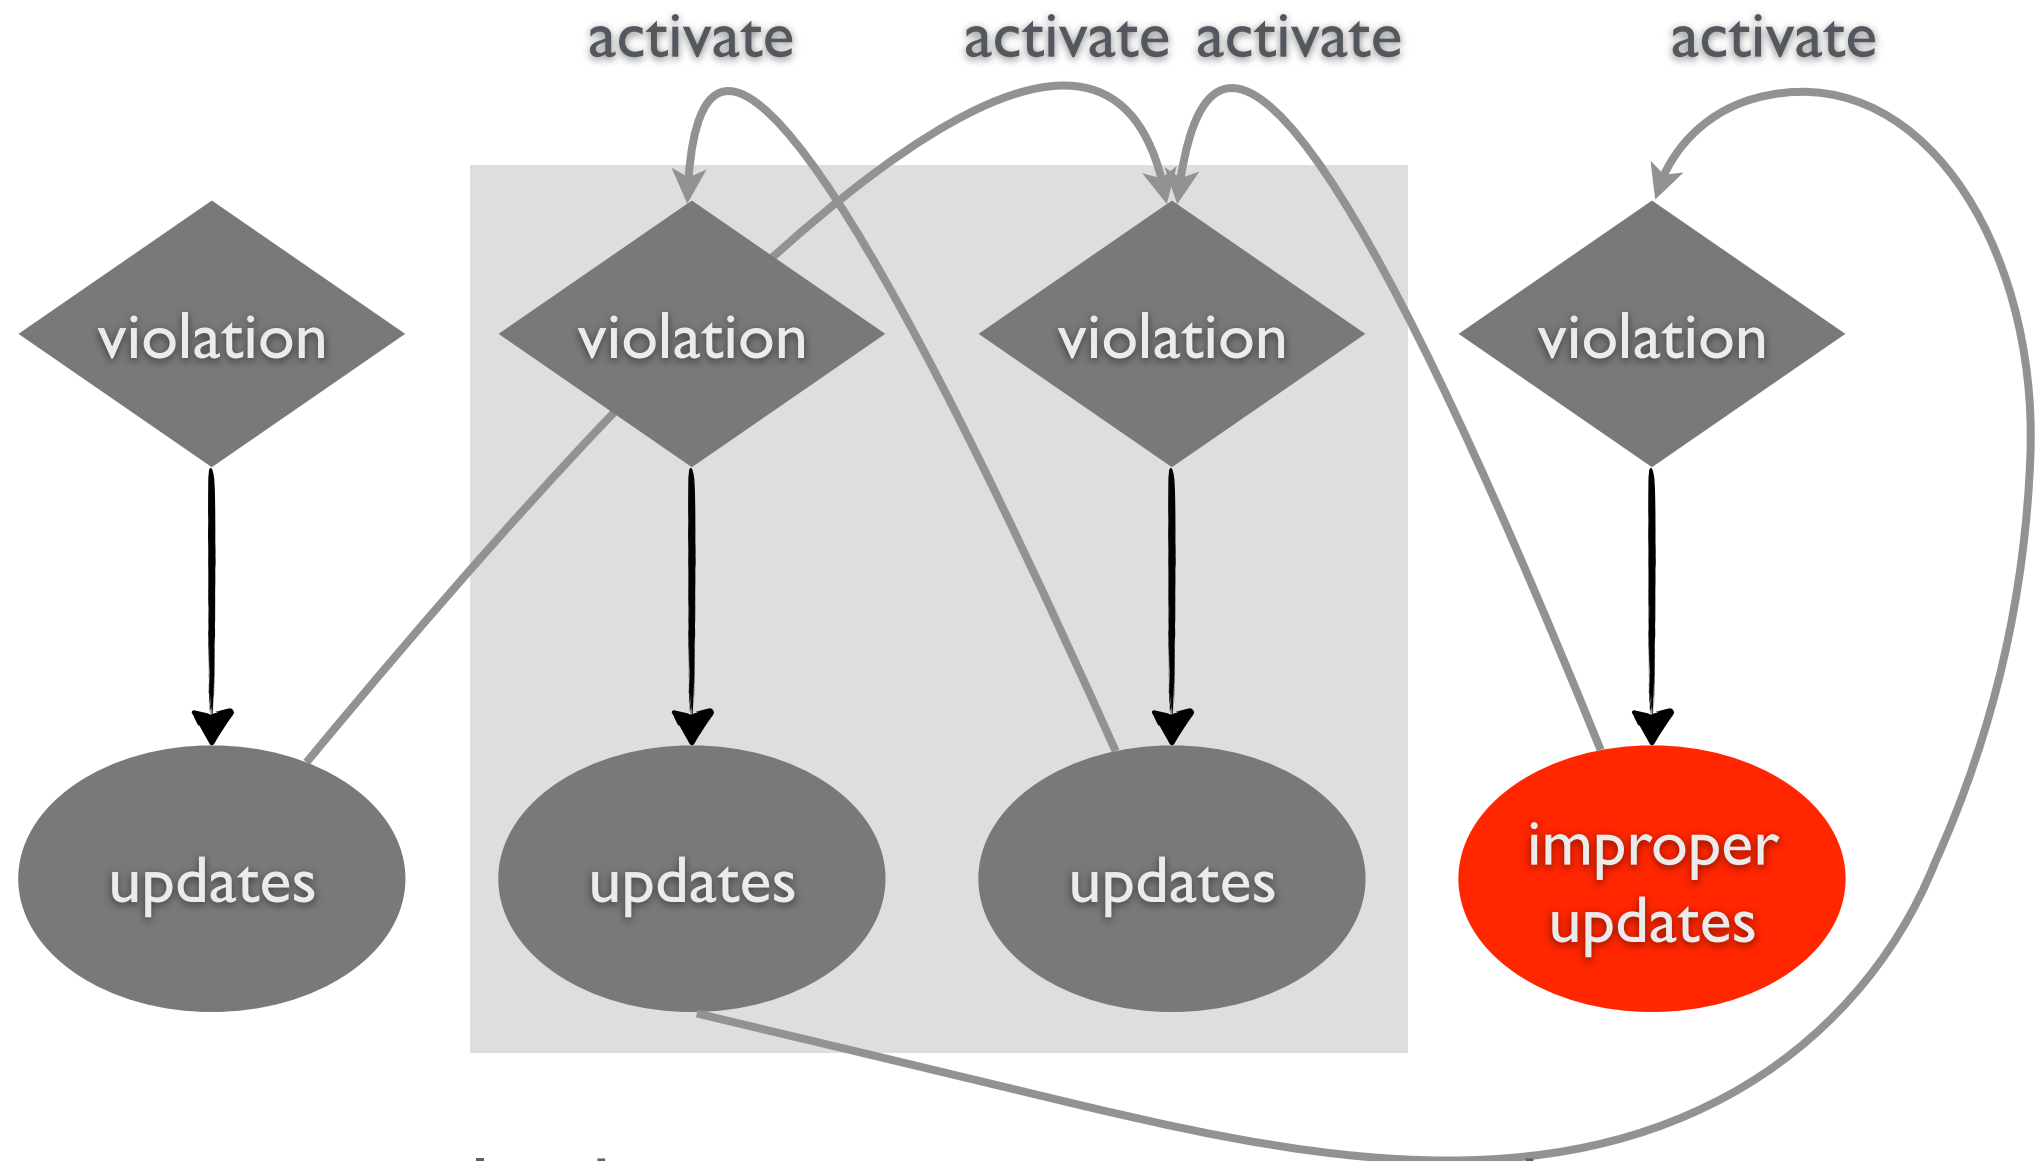 activate activate activate activate
violation violation violation violation
updates updates updates improper
updates